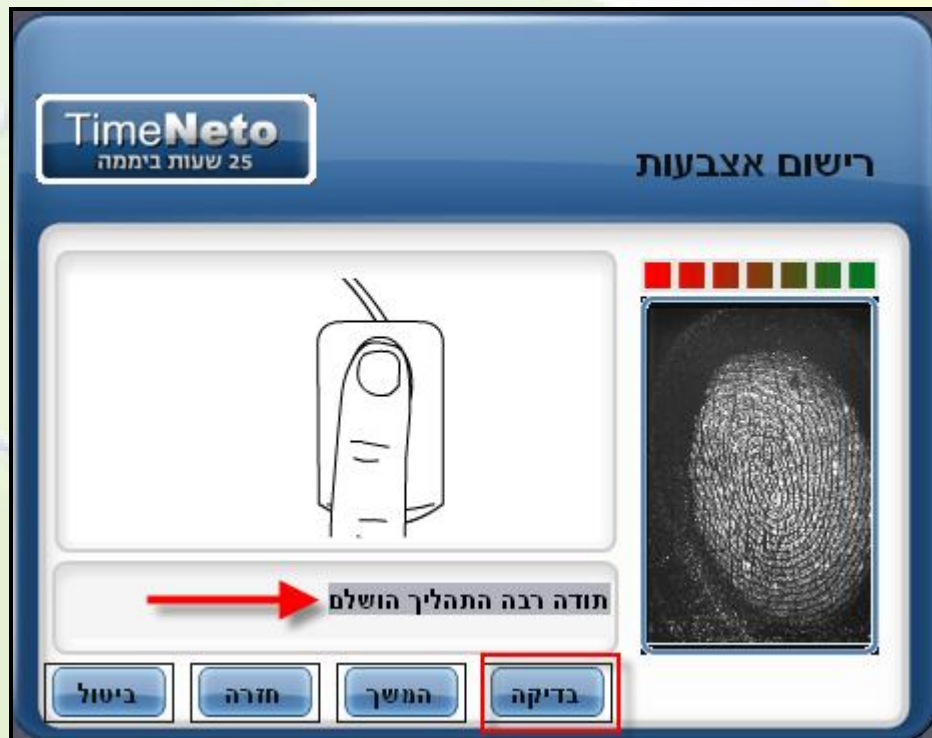 TimeNeto
25 שעות ביממה
רישום אצבעות
תודה רבה התהליך הושלם
בדיקה
המשך
חזרה
ביטול